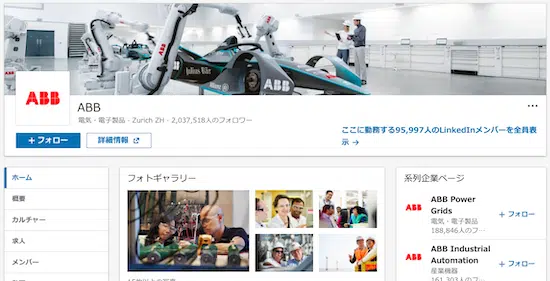 Julius Bär
ABB
ABB
電気・電子製品 - Zurich ZH - 2,037,518人のフォロワー
＋フォロー
詳細情報
ここに勤務する95,997人のLinkedInメンバーを全員表
示 →
ホーム
概要
カルチャー
求人
メンバー
フォトギャラリー
系列企業ページ
ABB
ABB Power
Grids
電気・電子製品
188,846人のフ…
＋フォロー
ABB
ABB Industrial
Automation
産業機器
161,303人のフ…
＋フォロー